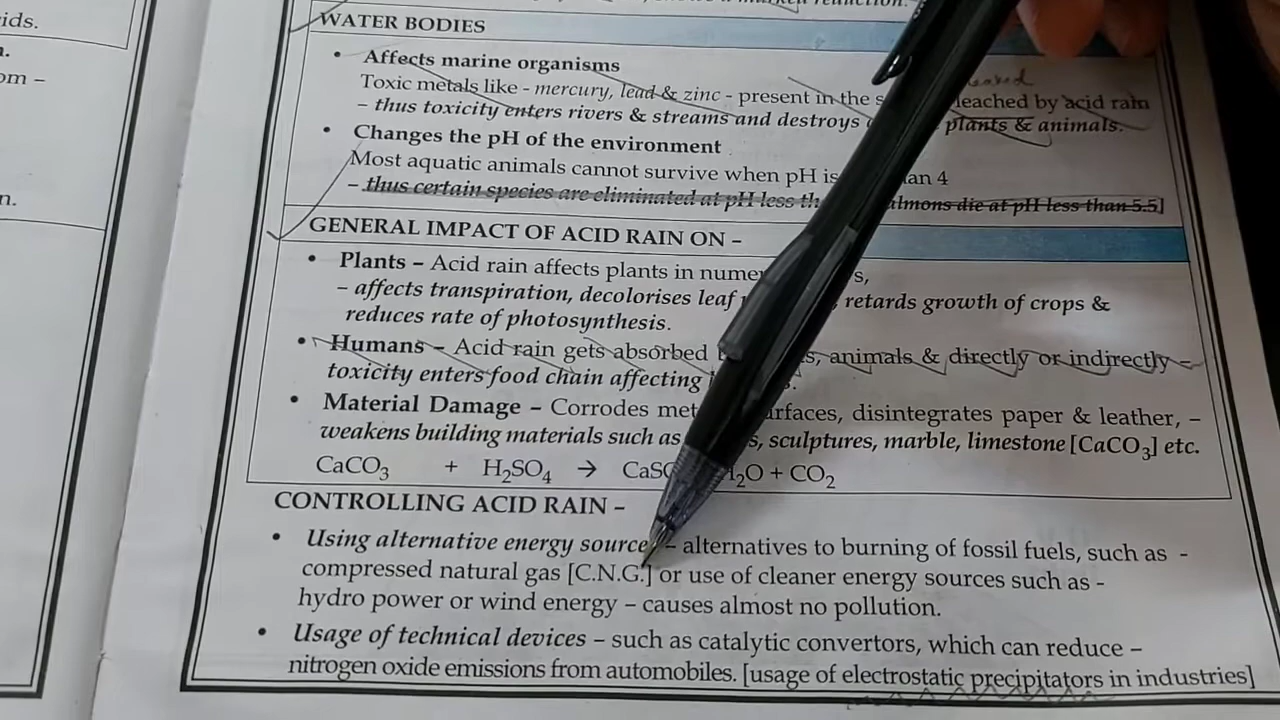 ids.
om –
n.
WATER BODIES
• Affects marine organisms
Toxic metals like - mercury, lead & zinc - present in the s leached by acid rain
– thus toxicity enters rivers & streams and destroys plants & animals.
• Changes the pH of the environment
Most aquatic animals cannot survive when pH is an 4
– thus certain species are eliminated at pH less th almons die at pH less than 5.5]
GENERAL IMPACT OF ACID RAIN ON –
• Plants – Acid rain affects plants in nume s,
– affects transpiration, decolorises leaf retards growth of crops &
reduces rate of photosynthesis.
• Humans – Acid rain gets absorbed s, animals & directly or indirectly –
toxicity enters food chain affecting
• Material Damage – Corrodes met rfaces, disintegrates paper & leather, –
weakens building materials such as s, sculptures, marble, limestone [CaCO₃] etc.
CaCO₃ + H₂SO₄ → CaSO H₂O + CO₂
CONTROLLING ACID RAIN –
• Using alternative energy source – alternatives to burning of fossil fuels, such as -
compressed natural gas [C.N.G.] or use of cleaner energy sources such as -
hydro power or wind energy – causes almost no pollution.
• Usage of technical devices – such as catalytic convertors, which can reduce –
nitrogen oxide emissions from automobiles. [usage of electrostatic precipitators in industries]